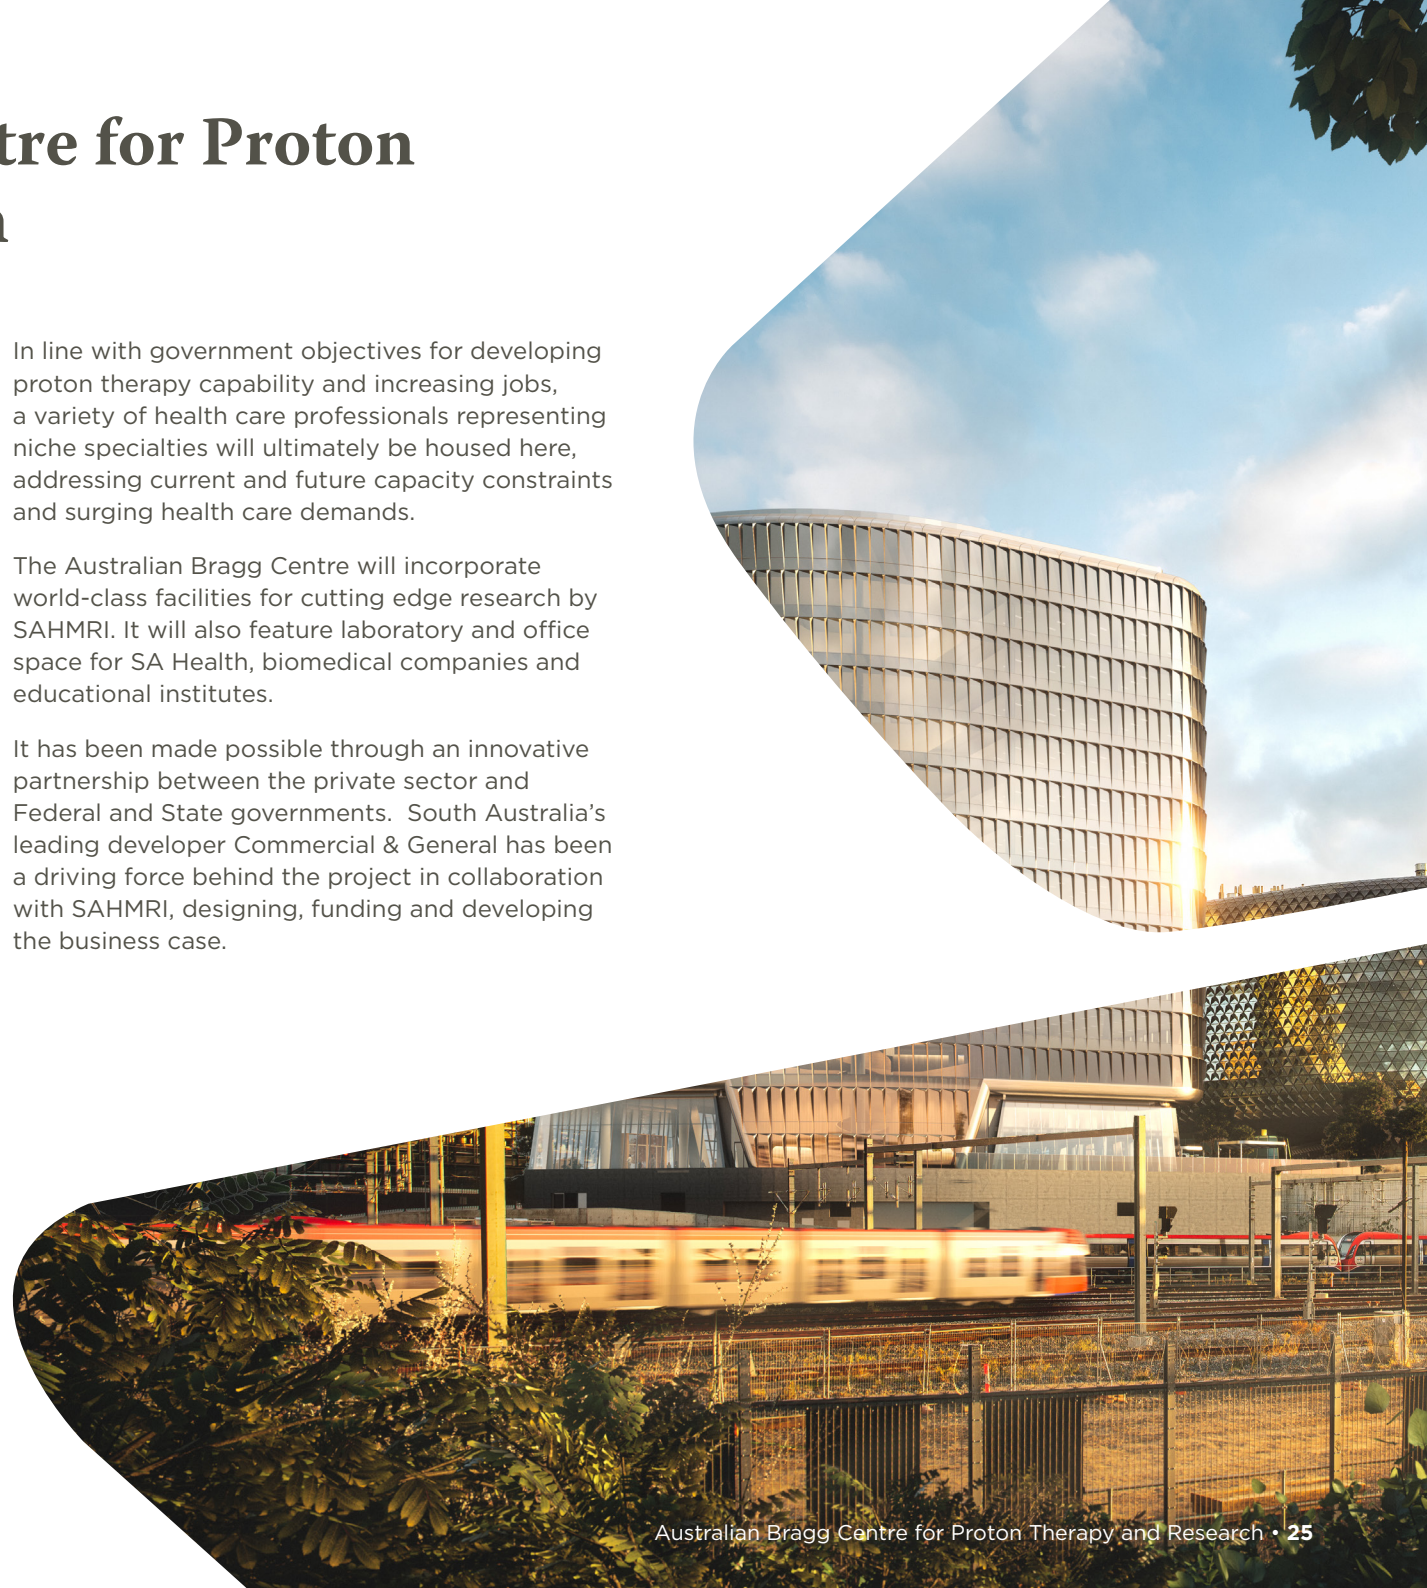 tre for Proton
In line with government objectives for developing
proton therapy capability and increasing jobs,
a variety of health care professionals representing
niche specialties will ultimately be housed here,
addressing current and future capacity constraints
and surging health care demands.
The Australian Bragg Centre will incorporate
world-class facilities for cutting edge research by
SAHMRI. It will also feature laboratory and office
space for SA Health, biomedical companies and
educational institutes.
It has been made possible through an innovative
partnership between the private sector and
Federal and State governments.  South Australia’s
leading developer Commercial & General has been
a driving force behind the project in collaboration
with SAHMRI, designing, funding and developing
the business case.
Australian Bragg Centre for Proton Therapy and Research • 25